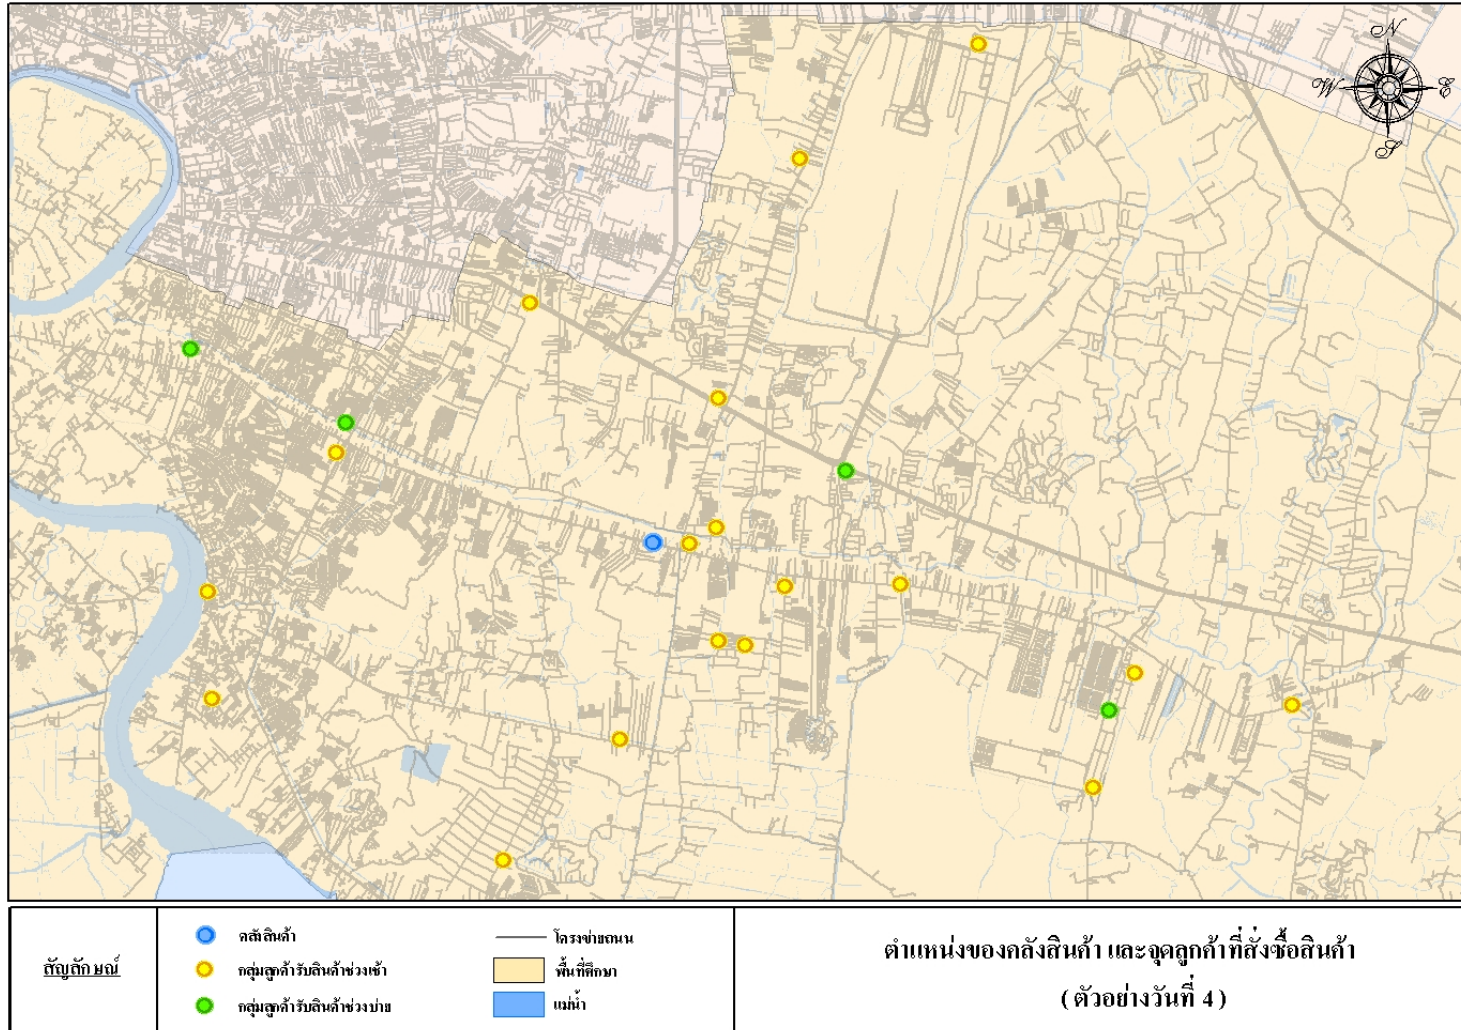 N
W
E
S
สัญลักษณ์
คลังสินค้า
กลุ่มลูกค้ารับสินค้าช่วงเช้า
กลุ่มลูกค้ารับสินค้าช่วงบ่าย
โครงข่ายถนน
พื้นที่ศึกษา
แม่น้ำ
ตำแหน่งของคลังสินค้า และจุดลูกค้าที่สั่งซื้อสินค้า
( ตัวอย่างวันที่ 4 )